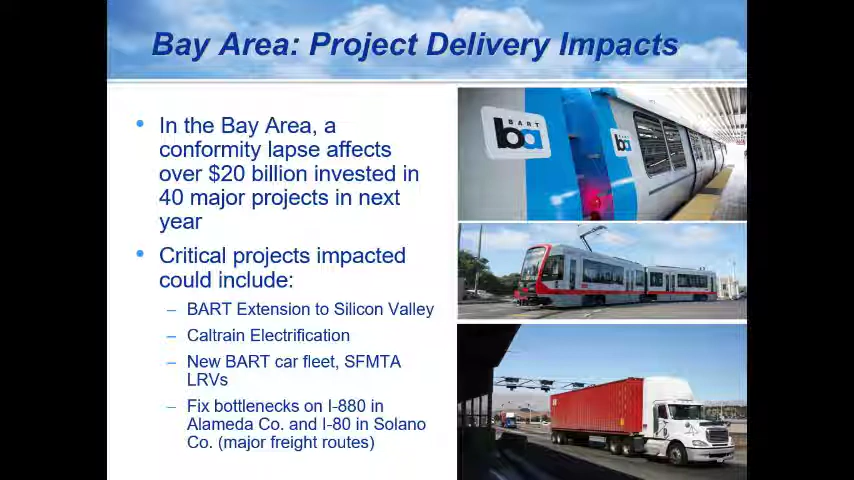 Bay Area: Project Delivery Impacts
• In the Bay Area, a
conformity lapse affects
over $20 billion invested in
40 major projects in next
year
• Critical projects impacted
could include:
– BART Extension to Silicon Valley
– Caltrain Electrification
– New BART car fleet, SFMTA
LRVs
– Fix bottlenecks on I-880 in
Alameda Co. and I-80 in Solano
Co. (major freight routes)
BART
ba
BART
ba